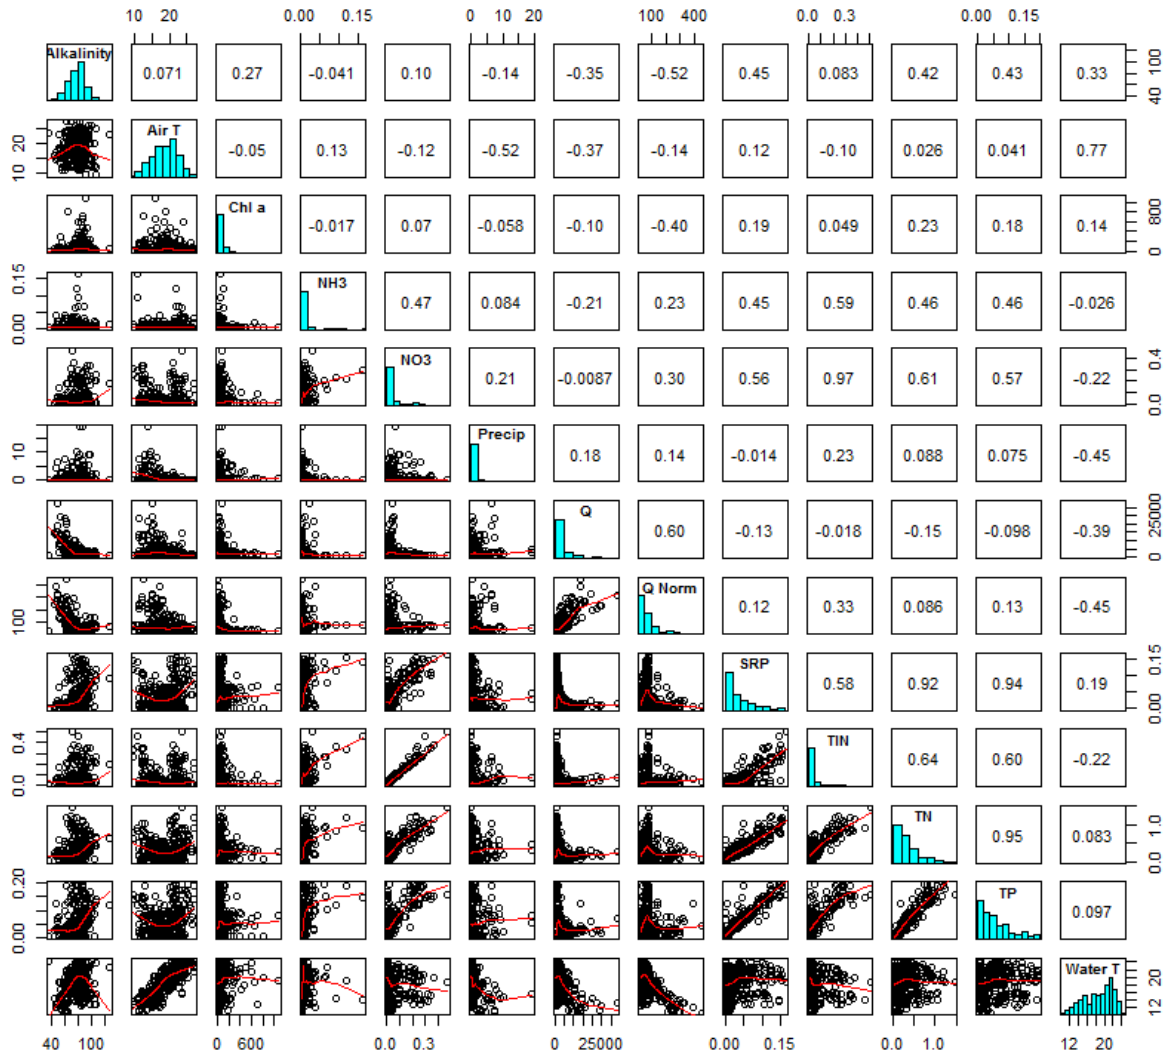 10 20 0.00 0.15 0 10 20 100 400 0.0 0.3 0.00 0.15
Alkalinity 0.071 0.27 -0.041 0.10 -0.14 -0.35 -0.52 0.45 0.083 0.42 0.43 0.33 40 100
10 20 Air T -0.05 0.13 -0.12 -0.52 -0.37 -0.14 0.12 -0.10 0.026 0.041 0.77
Chl a -0.017 0.07 -0.058 -0.10 -0.40 0.19 0.049 0.23 0.18 0.14 0 800
0.00 0.15 NH3 0.47 0.084 -0.21 0.23 0.45 0.59 0.46 0.46 -0.026
NO3 0.21 -0.0087 0.30 0.56 0.97 0.61 0.57 -0.22 0.0 0.4
0 10 Precip 0.18 0.14 -0.014 0.23 0.088 0.075 -0.45
Q 0.60 -0.13 -0.018 -0.15 -0.098 -0.39 0 25000
100 Q Norm 0.12 0.33 0.086 0.13 -0.45
SRP 0.58 0.92 0.94 0.19 0.00 0.15
0.0 0.4 TIN 0.64 0.60 -0.22
TN 0.95 0.083 0.0 1.0
0.00 0.20 TP 0.097
Water T 12 20
40 100 0 600 0.0 0.3 0 25000 0.00 0.15 0.0 1.0 12 20